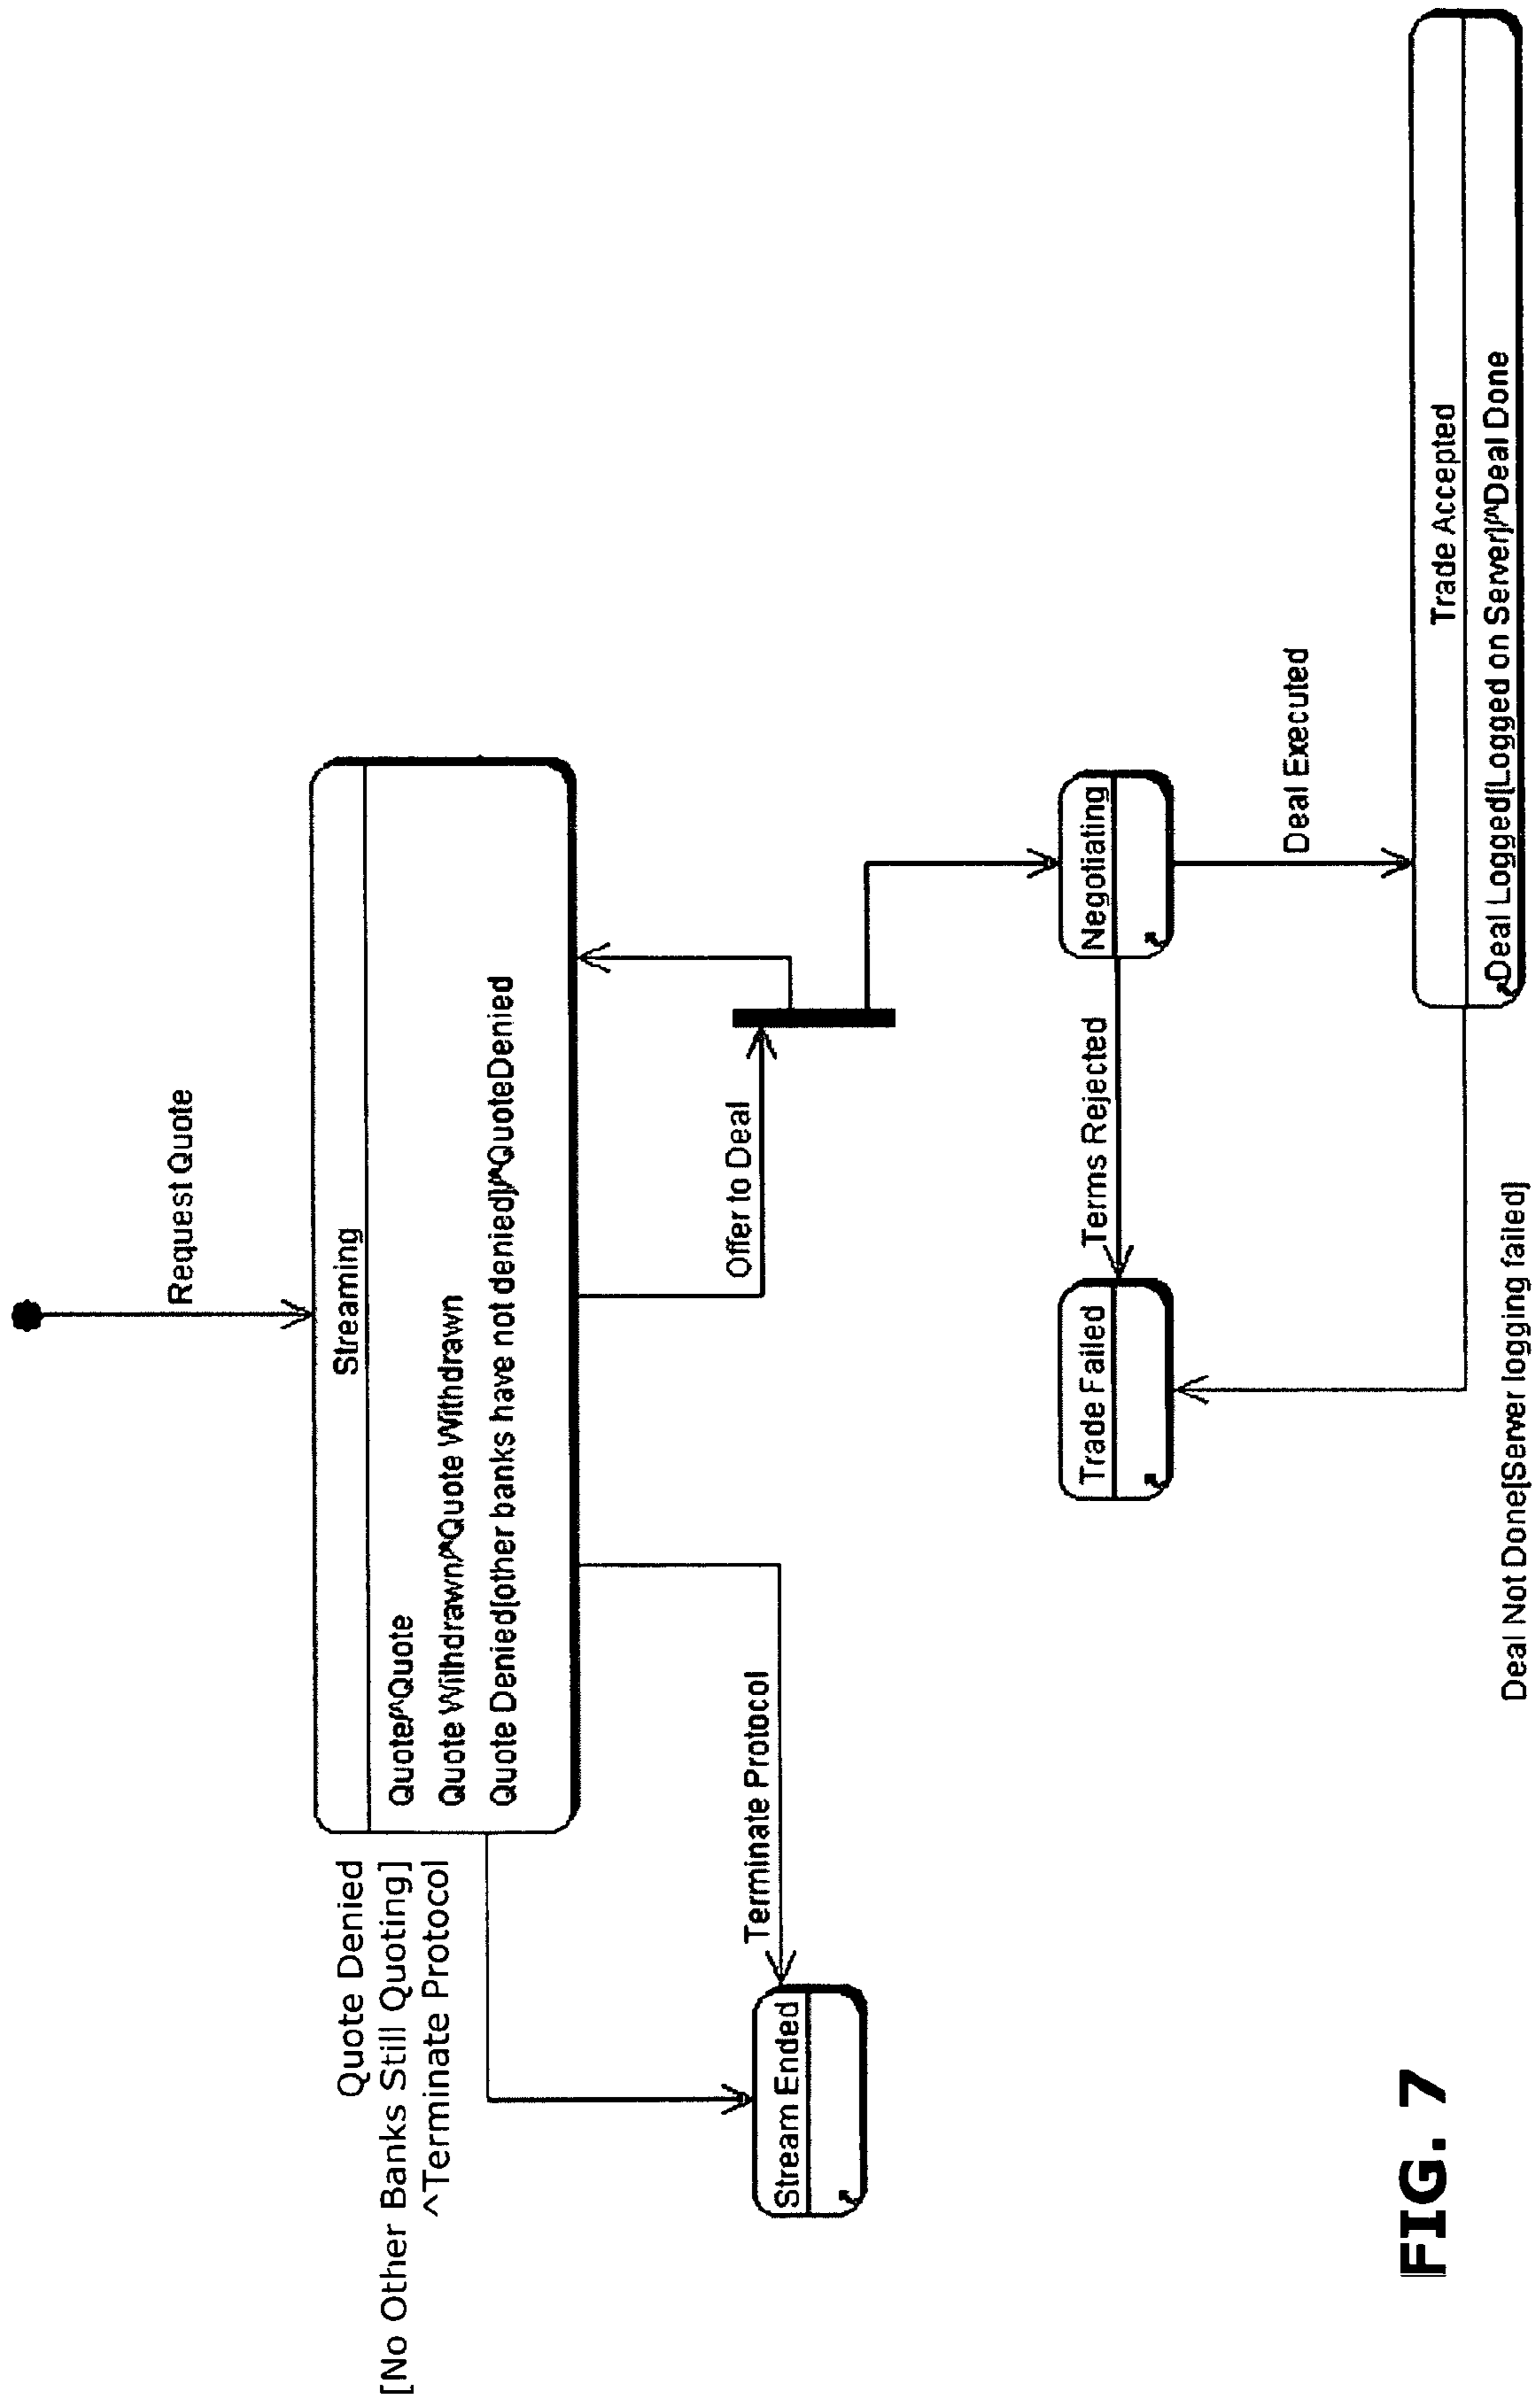 Request Quote
Streaming
Quote/^Quote
Quote Withdrawn/^Quote Withdrawn
Quote Denied[other banks have not denied]/^QuoteDenied
Quote Denied
[No Other Banks Still Quoting]
^Terminate Protocol
Terminate Protocol
Offer to Deal
Stream Ended
Trade Failed
Terms Rejected
Negotiating
Deal Executed
Trade Accepted
Deal Logged[Logged on Server]/^Deal Done
Deal Not Done[Server logging failed]
FIG. 7